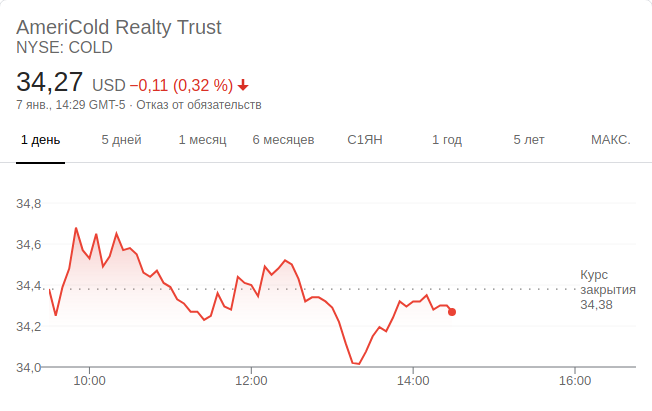 AmeriCold Realty Trust
NYSE: COLD
34,27 USD −0,11 (0,32 %)
7 янв., 14:29 GMT-5 · Отказ от обязательств
1 день 5 дней 1 месяц 6 месяцев С1ЯН 1 год 5 лет МАКС.
34,8
34,6
34,4
34,2
34,0
Курс
закрытия
34,38
10:00 12:00 14:00 16:00